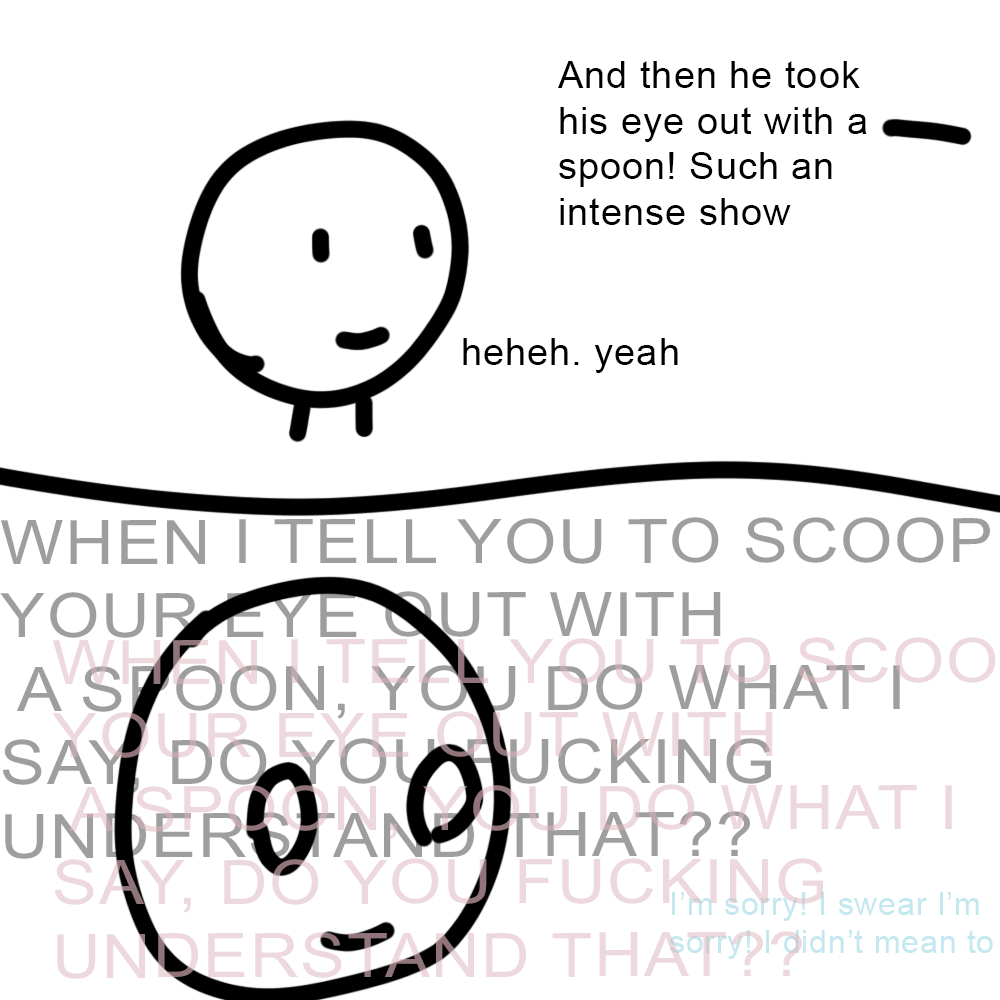 And then he took
his eye out with a
spoon! Such an
intense show
heheh. yeah
WHEN I TELL YOU TO SCOOP
YOUR EYE OUT WITH
A SPOON, YOU DO WHAT I
SAY, DO YOU FUCKING
UNDERSTAND THAT??
WHEN I TELL YOU TO SCOO
YOUR EYE OUT WITH
A SPOON, YOU DO WHAT I
SAY, DO YOU FUCKING
UNDERSTAND THAT??
I'm sorry! I swear I'm
sorry! I didn't mean to